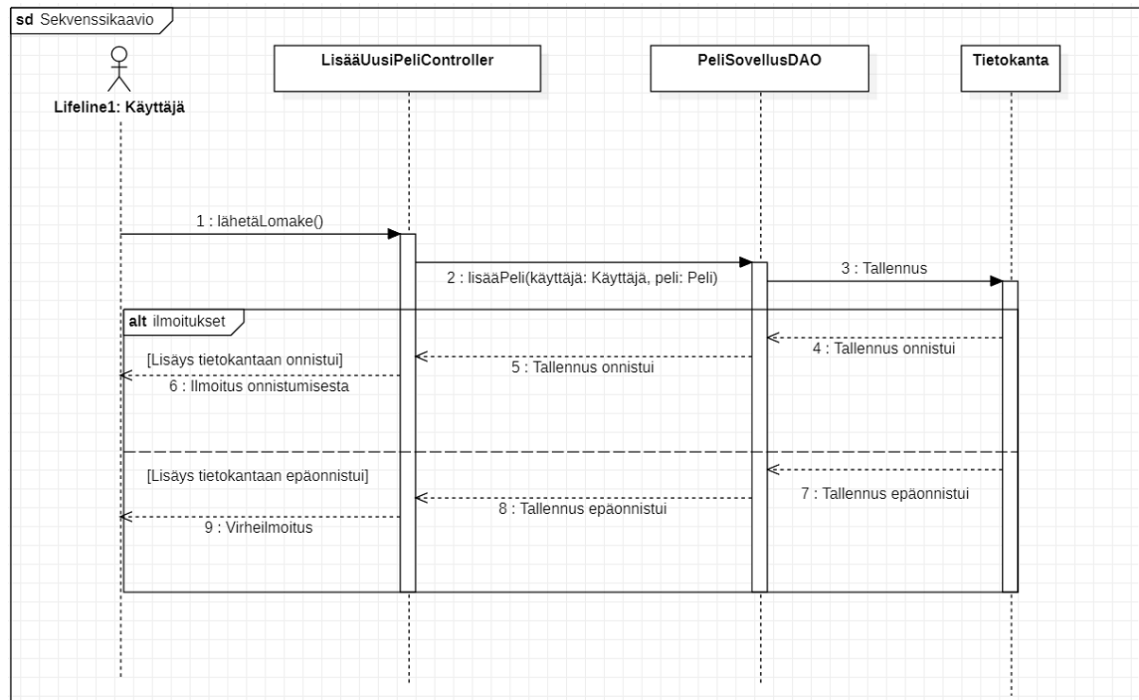 sd Sekvenssikaavio
LisääUusiPeliController
PeliSovellusDAO
Tietokanta
Lifeline1: Käyttäjä
1 : lähetäLomake()
2 : lisääPeli(käyttäjä: Käyttäjä, peli: Peli)
3 : Tallennus
alt ilmoitukset
4 : Tallennus onnistui
[Lisäys tietokantaan onnistui]
5 : Tallennus onnistui
6 : Ilmoitus onnistumisesta
[Lisäys tietokantaan epäonnistui]
7 : Tallennus epäonnistui
8 : Tallennus epäonnistui
9 : Virheilmoitus